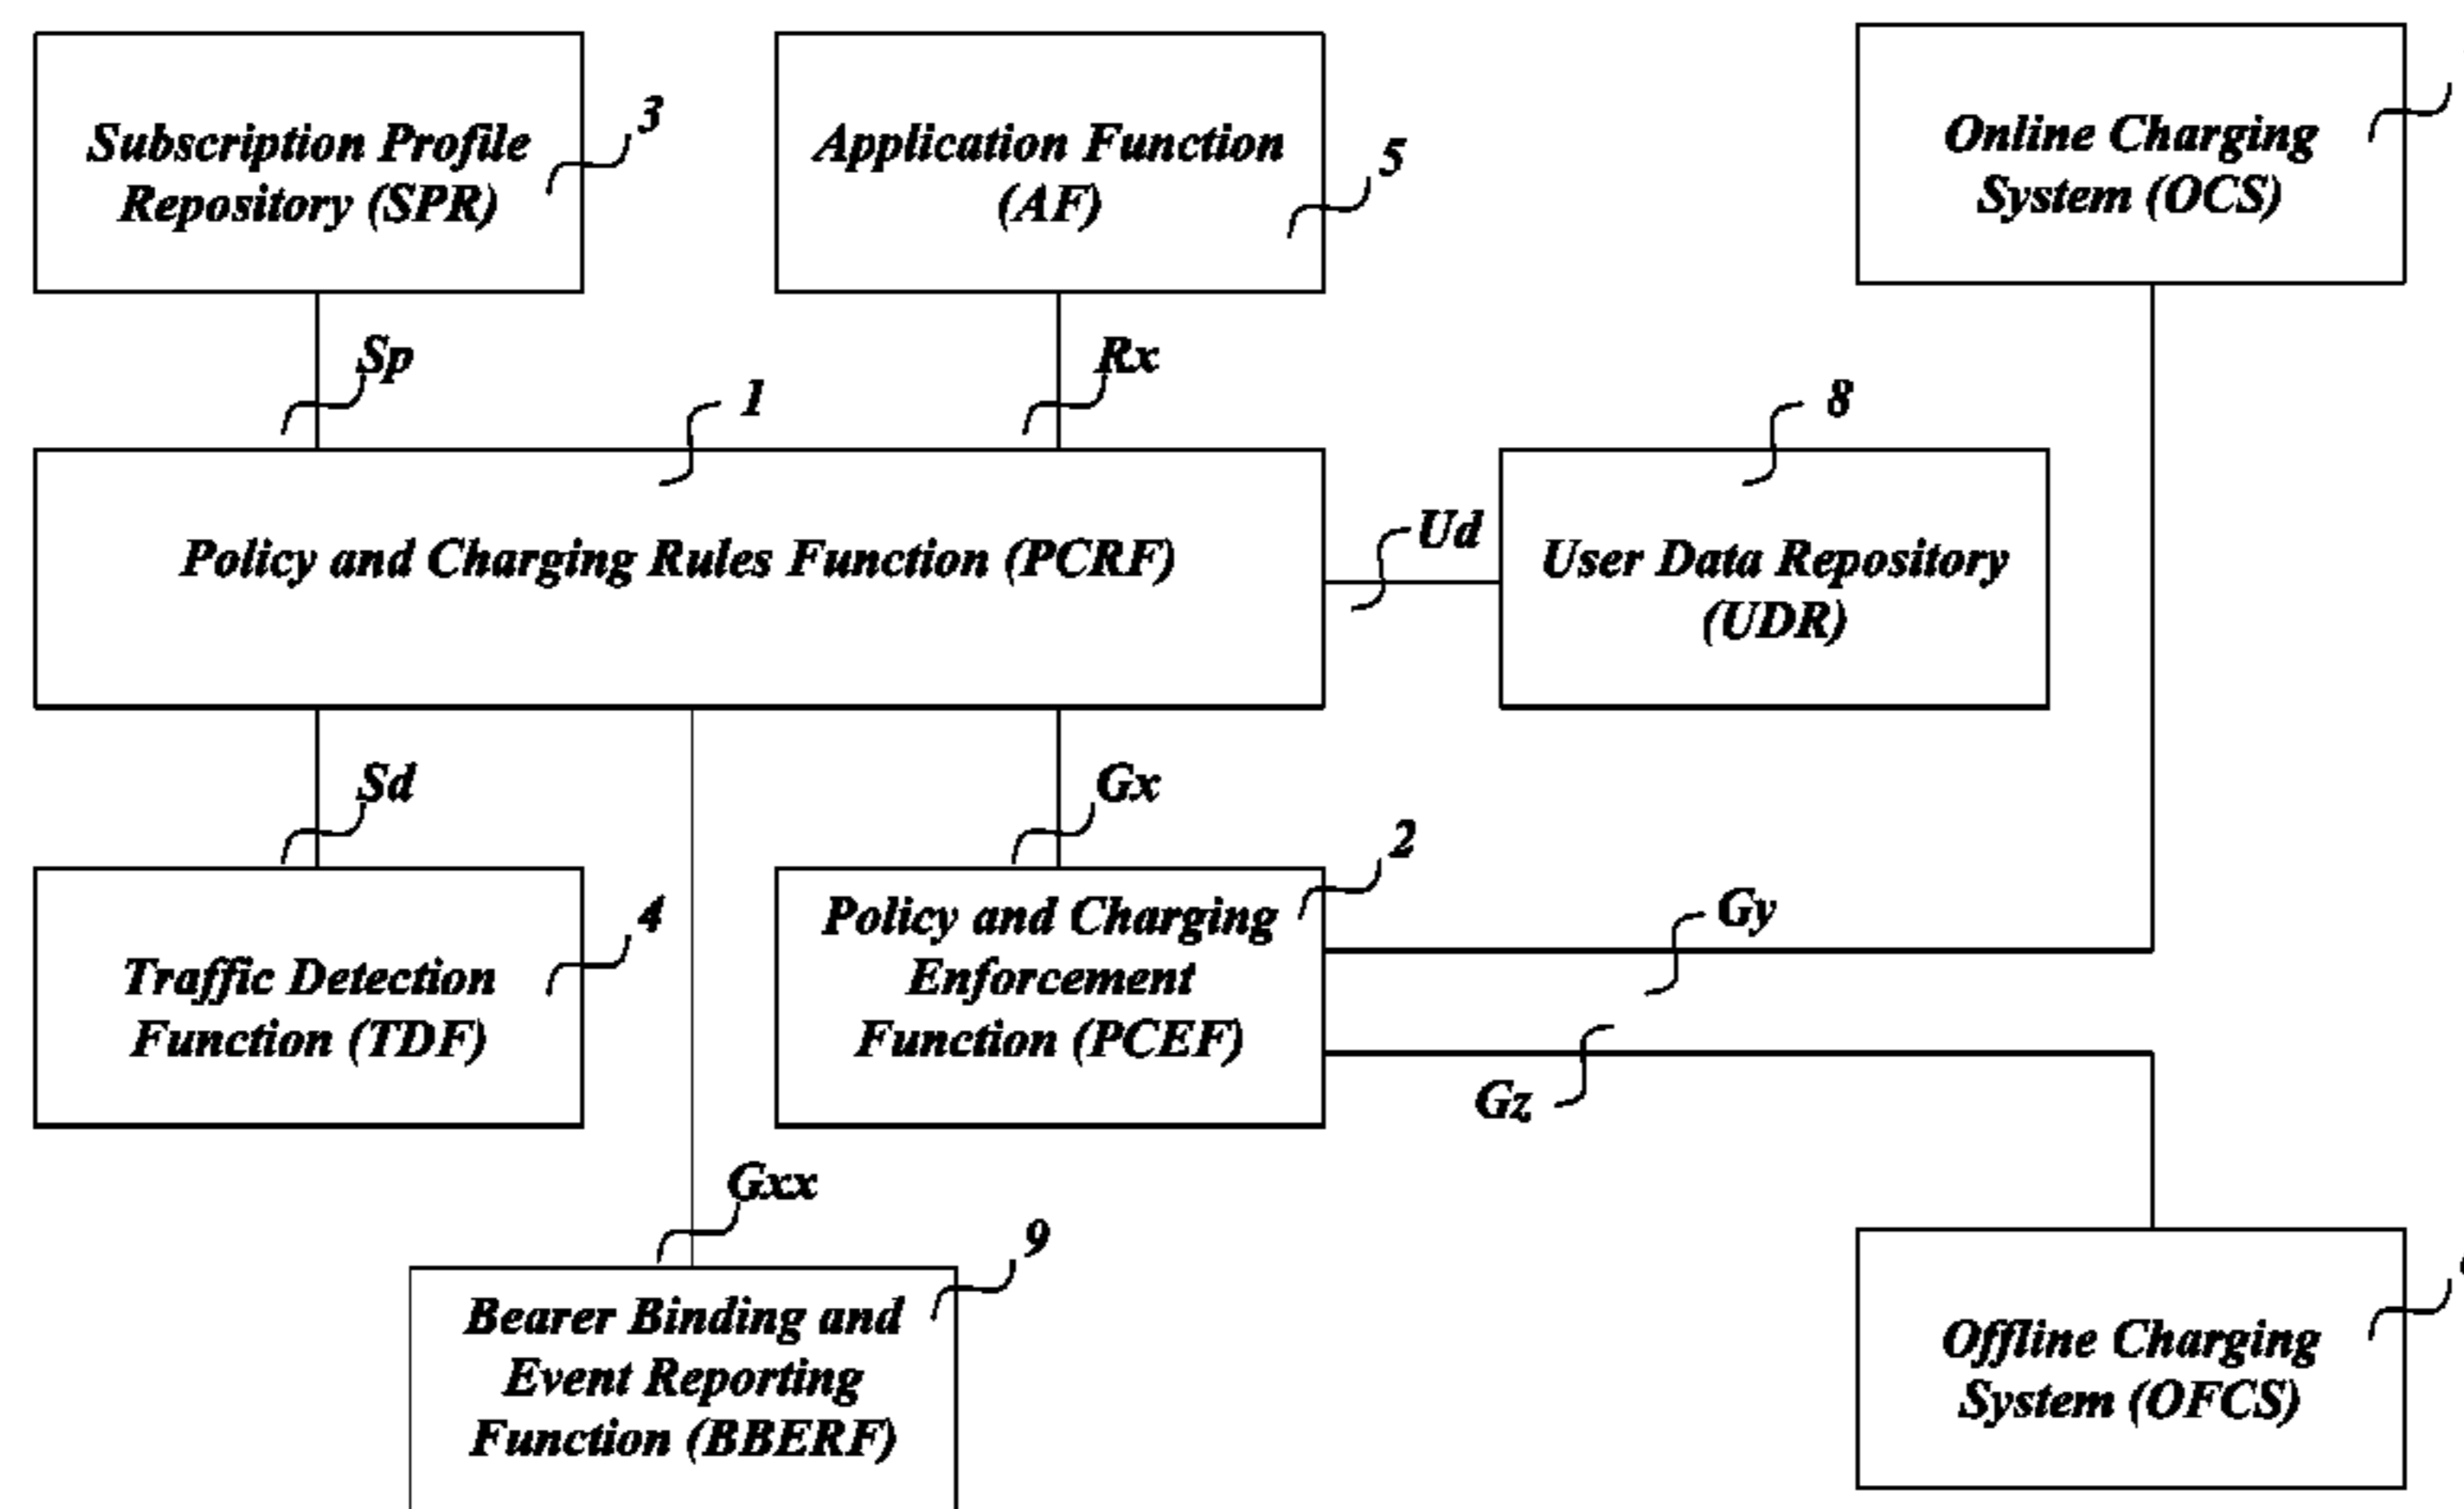 Subscription Profile
Repository (SPR)
3
Application Function
(AF)
5
Online Charging
System (OCS)
Sp
Rx
1
8
Policy and Charging Rules Function (PCRF)
Ud
User Data Repository
(UDR)
Sd
Gx
2
4
Traffic Detection
Function (TDF)
Policy and Charging
Enforcement
Function (PCEF)
Gy
Gz
Gxx
9
Bearer Binding and
Event Reporting
Function (BBERF)
Offline Charging
System (OFCS)